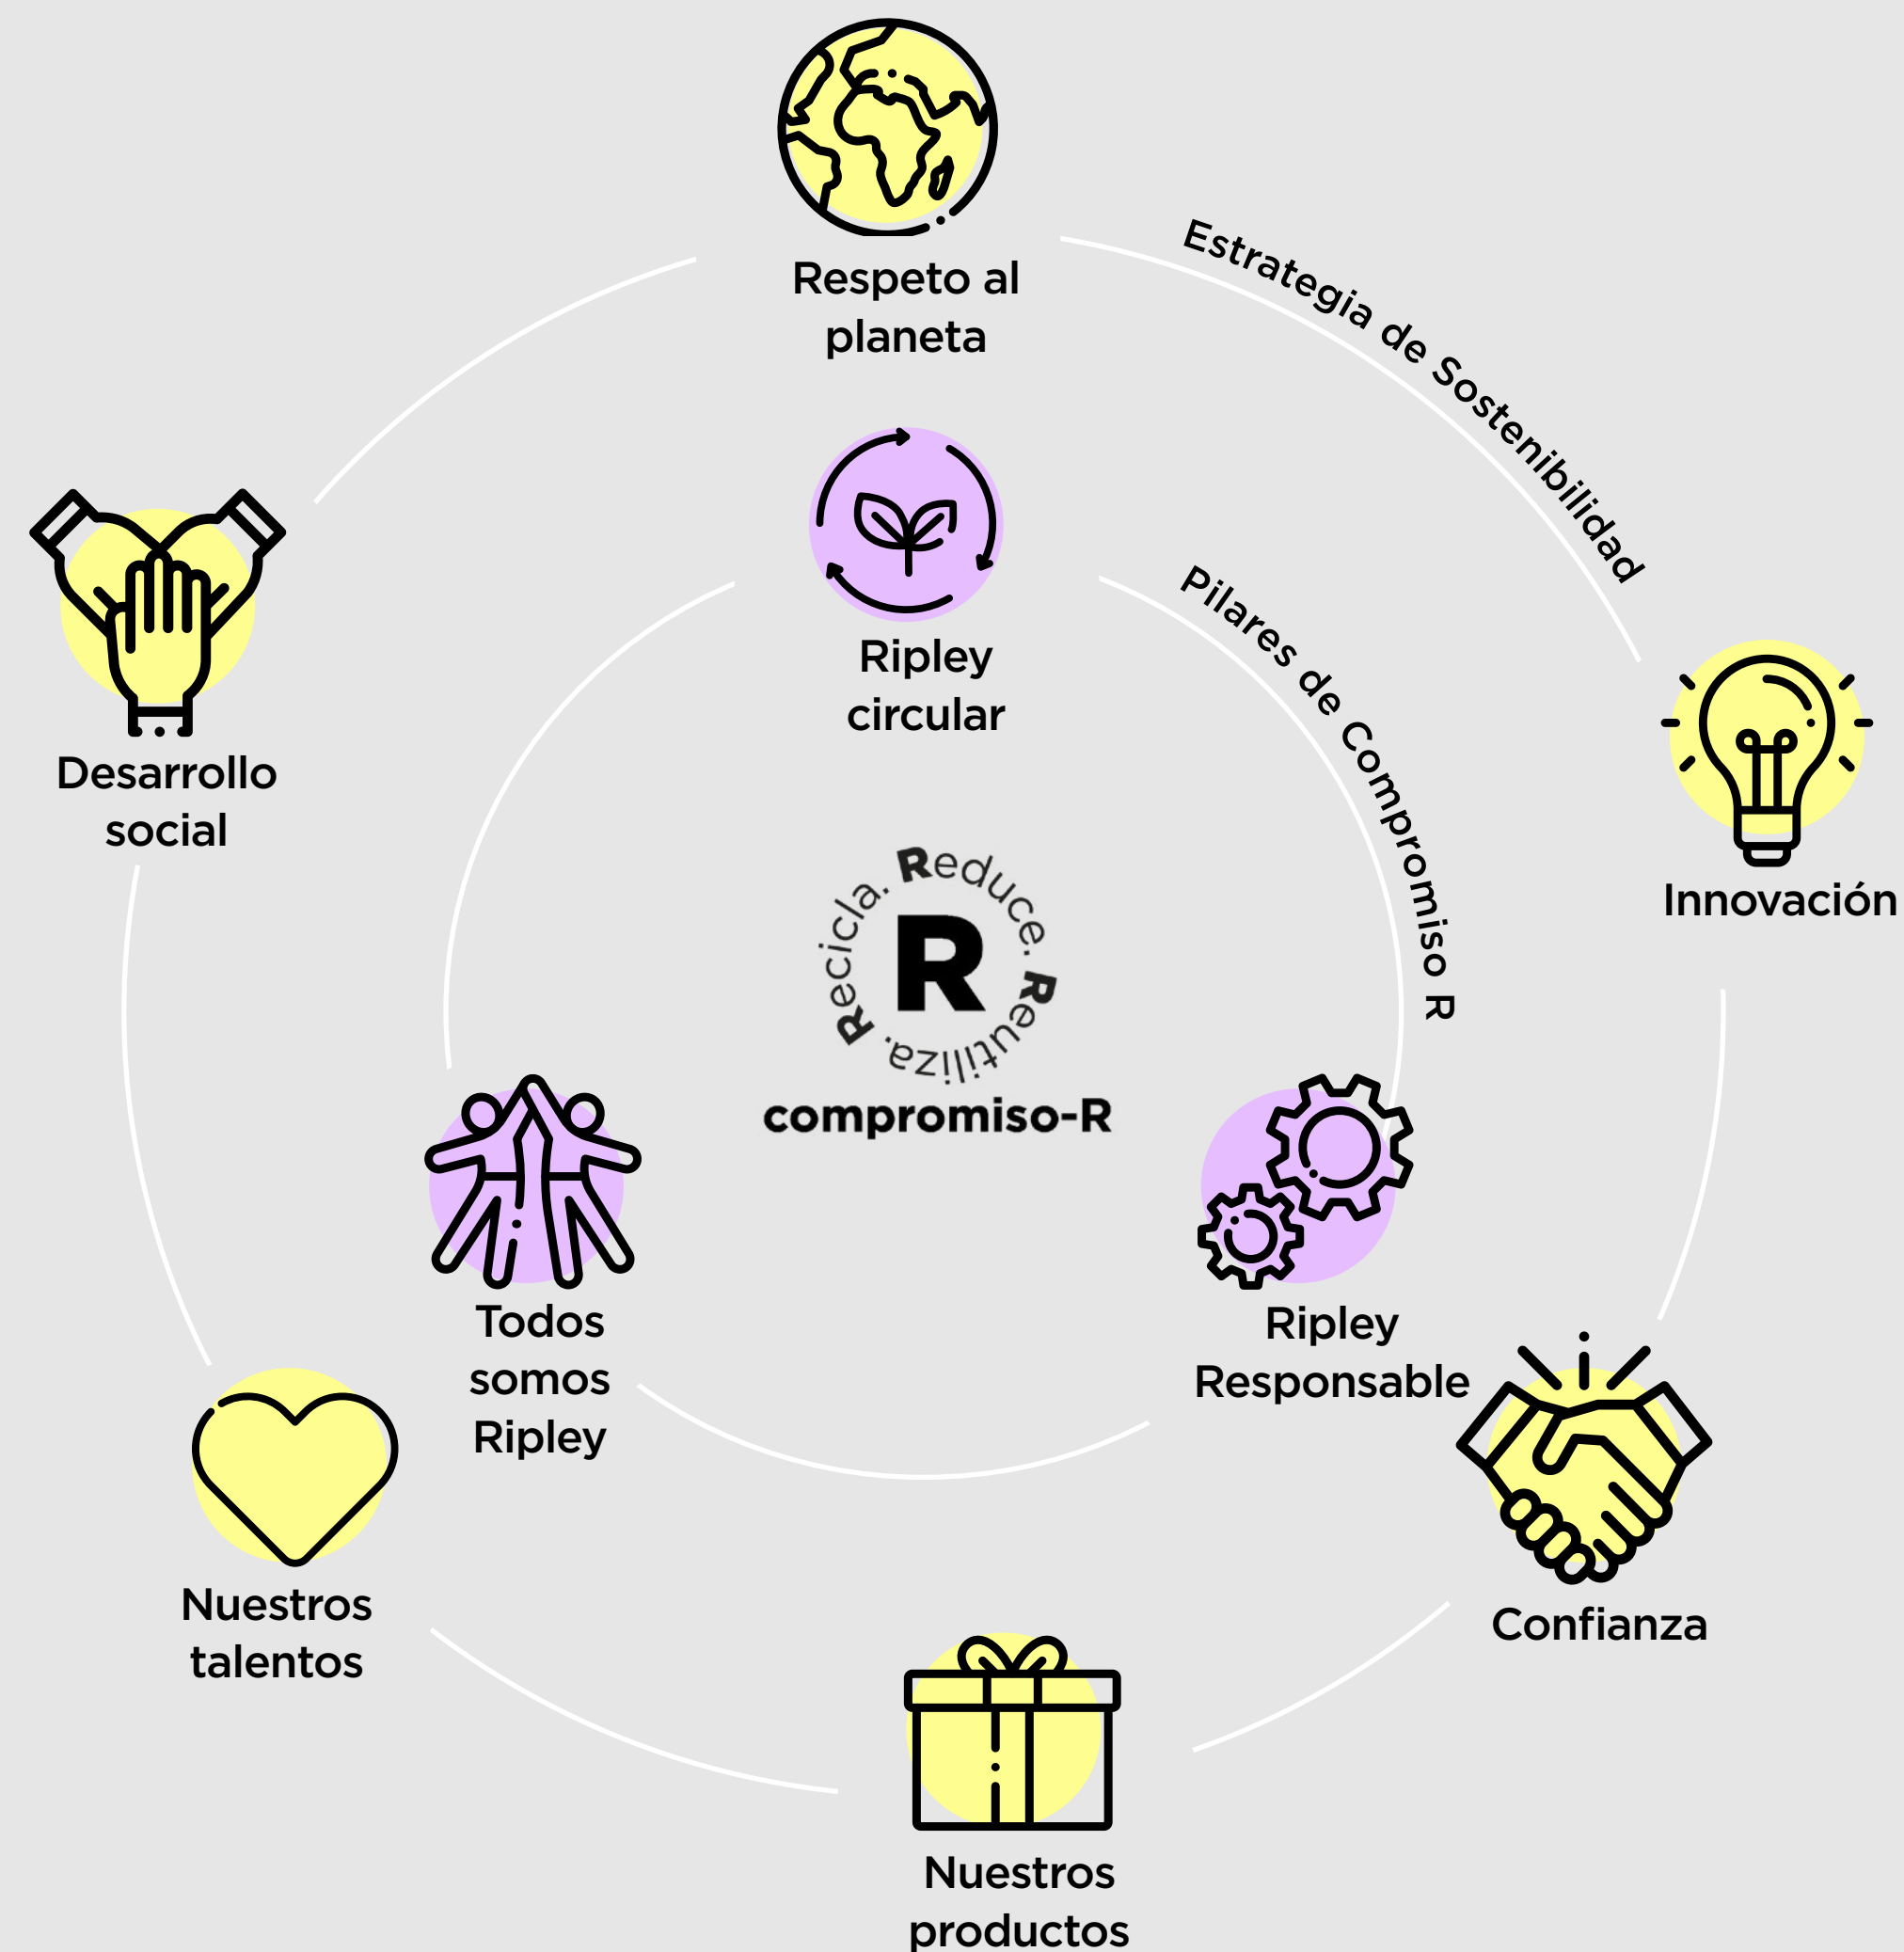 Respeto al
planeta
Estrategia de Sostenibilidad
Ripley
circular
Pilares de Compromiso R
Desarrollo
social
Innovación
Reduce. Reutiliza. Recicla.
R
compromiso-R
Todos
somos
Ripley
Ripley
Responsable
Nuestros
talentos
Confianza
Nuestros
productos